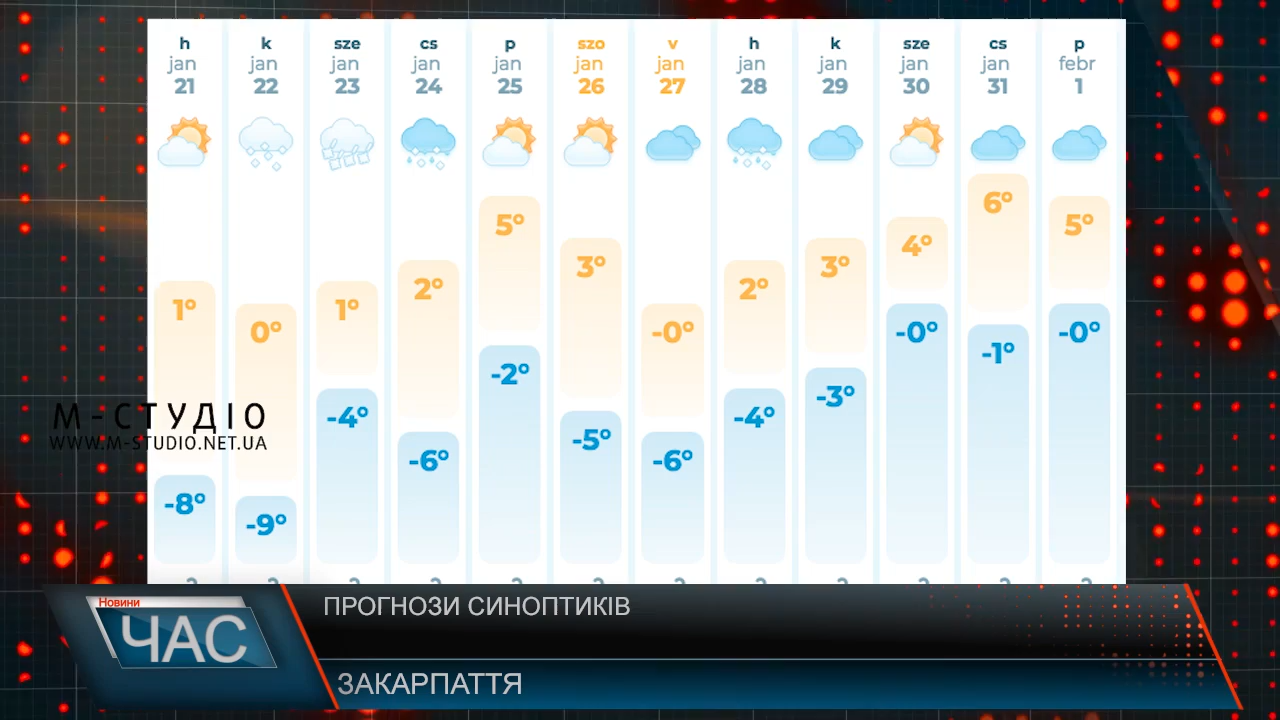 h k sze cs p szo v h k sze cs p
jan jan jan jan jan jan jan jan jan jan jan febr
21 22 23 24 25 26 27 28 29 30 31 1
1° 0° 1° 2° 5° 3° -0° 2° 3° 4° 6° 5°
-8° -9° -4° -6° -2° -5° -6° -4° -3° -0° -1° -0°
М-СТУДІО
WWW.M-STUDIO.NET.UA
Новини
ЧАС
ПРОГНОЗИ СИНОПТИКІВ
ЗАКАРПАТТЯ